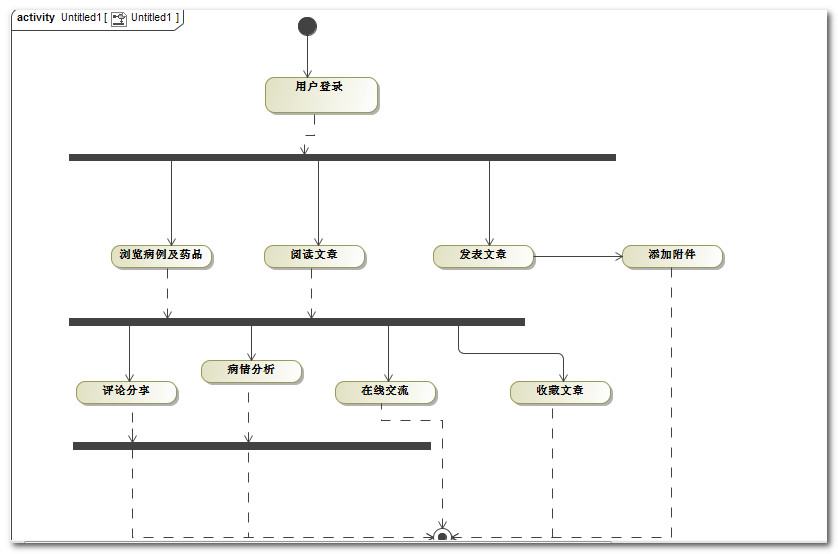 activity Untitled1 [ Untitled1 ]
用户登录
浏览病例及药品 阅读文章 发表文章 添加附件
病情分析
评论分享 在线交流 收藏文章